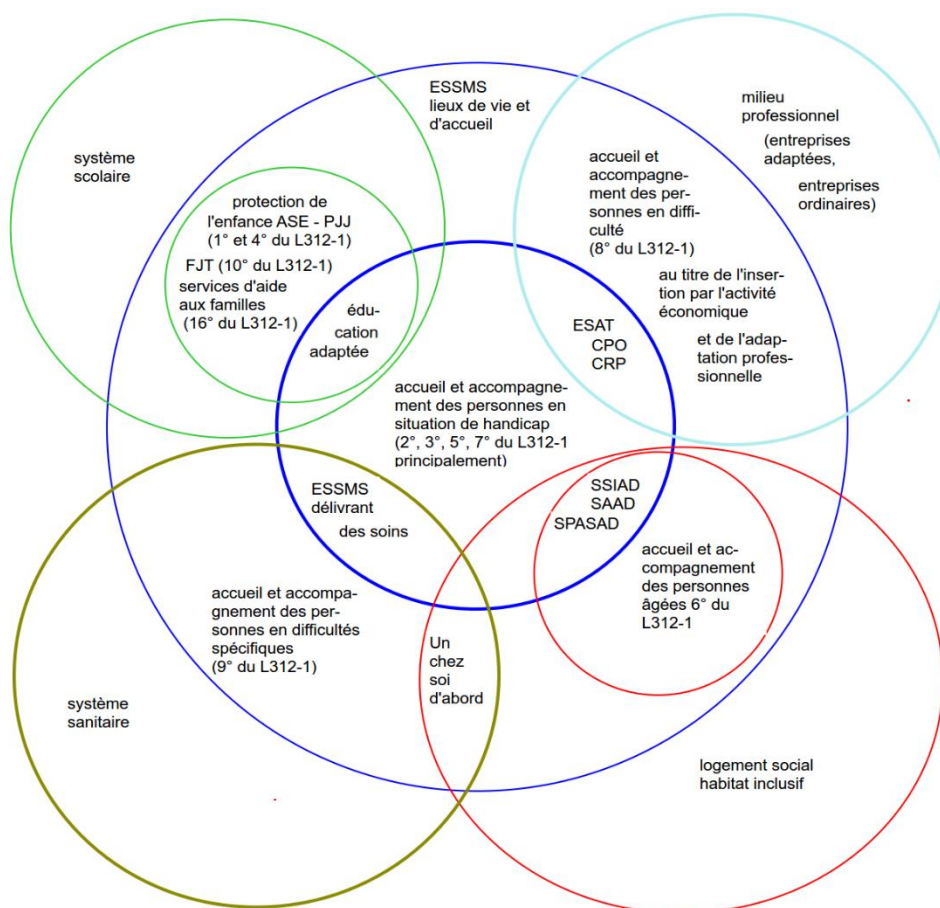 ESSMS
lieux de vie et
d'accueil
milieu
professionnel
(entreprises
adaptées,
entreprises
ordinaires)
système
scolaire
accueil et
accompagne-
ment des per-
sonnes en diffi-
culté
(8° du L312-1)
protection de
l'enfance ASE - PJJ
(1° et 4° du L312-1)
FJT (10° du L312-1)
services d'aide
aux familles
(16° du L312-1)
au titre de l'inser-
tion par l'activité
économique
et de l'adap-
tation profes-
sionnelle
édu-
cation
adaptée
ESAT
CPO
CRP
accueil et accompagne-
ment des personnes en
situation de handicap
(2°, 3°, 5°, 7° du L312-1
principalement)
ESSMS
délivrant
des soins
SSIAD
SAAD
SPASAD
accueil et ac-
compagnement
des personnes
âgées 6° du
L312-1
accueil et accompa-
gnement des per-
sonnes en difficultés
spécifiques
(9° du L312-1)
Un
chez
soi
d'abord
système
sanitaire
logement social
habitat inclusif